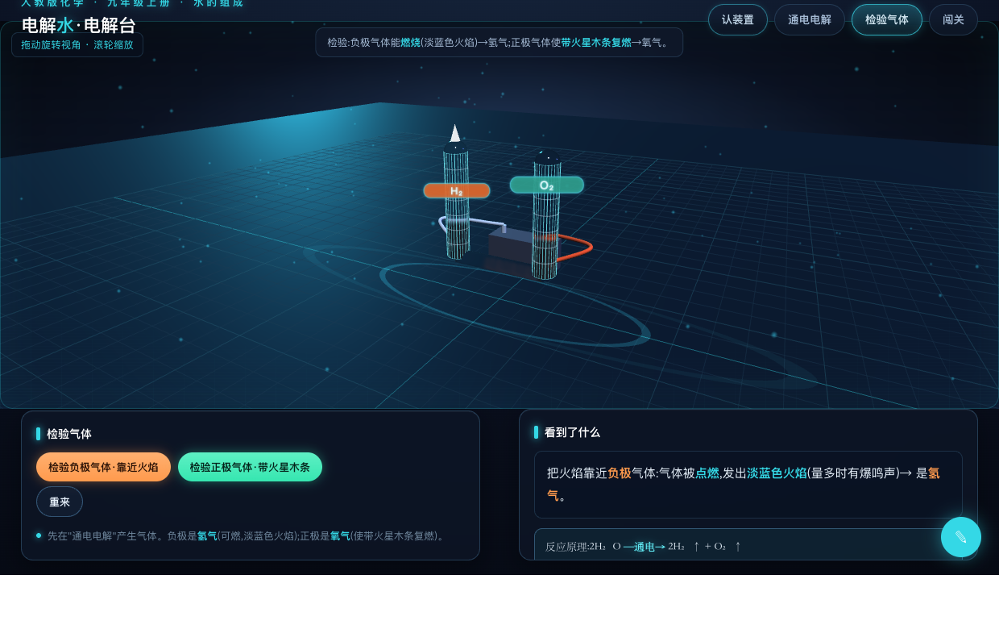 人教版化学 · 九年级上册 · 水的组成
电解水·电解台
拖动旋转视角 · 滚轮缩放
认装置
通电电解
检验气体
闯关
检验:负极气体能燃烧(淡蓝色火焰)→氢气;正极气体使带火星木条复燃→氧气。
H₂
O₂
检验气体
检验负极气体·靠近火焰
检验正极气体·带火星木条
重来
先在"通电电解"产生气体。负极是氢气(可燃,淡蓝色火焰);正极是氧气(使带火星木条复燃)。
看到了什么
把火焰靠近负极气体:气体被点燃,发出淡蓝色火焰(量多时有爆鸣声)→ 是氢
气。
反应原理:2H₂ O —通电→ 2H₂ ↑ + O₂ ↑